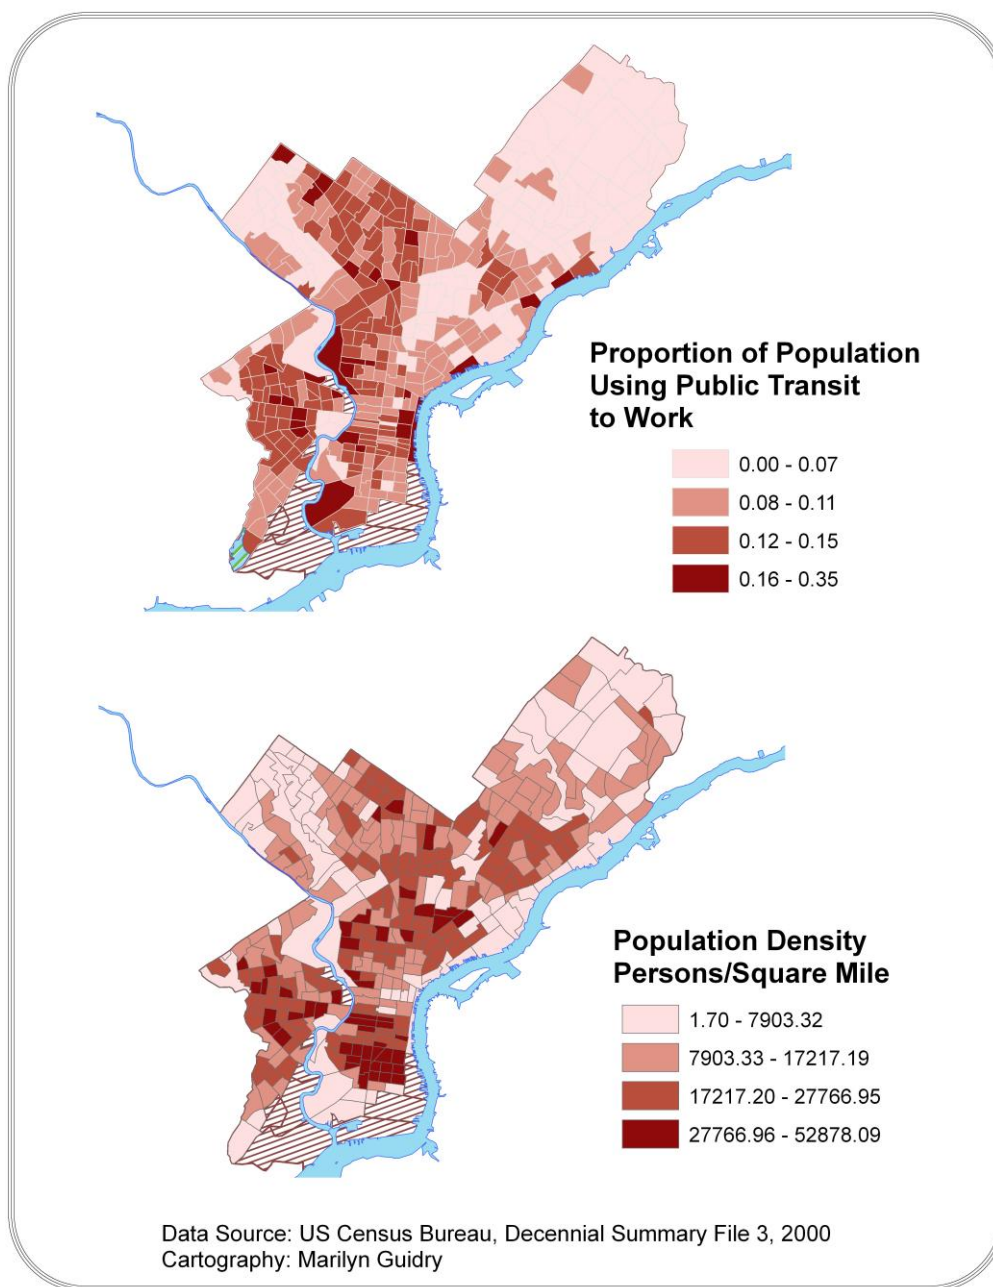 Proportion of Population
Using Public Transit
to Work
0.00 - 0.07
0.08 - 0.11
0.12 - 0.15
0.16 - 0.35
Population Density
Persons/Square Mile
1.70 - 7903.32
7903.33 - 17217.19
17217.20 - 27766.95
27766.96 - 52878.09
Data Source: US Census Bureau, Decennial Summary File 3, 2000
Cartography: Marilyn Guidry